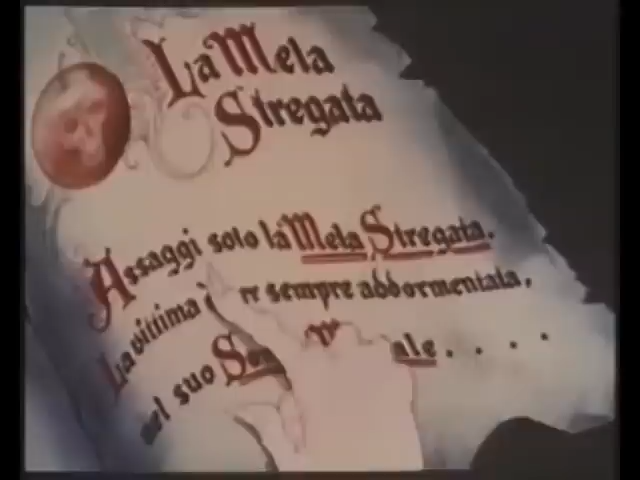 La Mela
Stregata
Assaggi solo la Mela Stregata.
La vittima è sempre addormentata,
nel suo . . . .